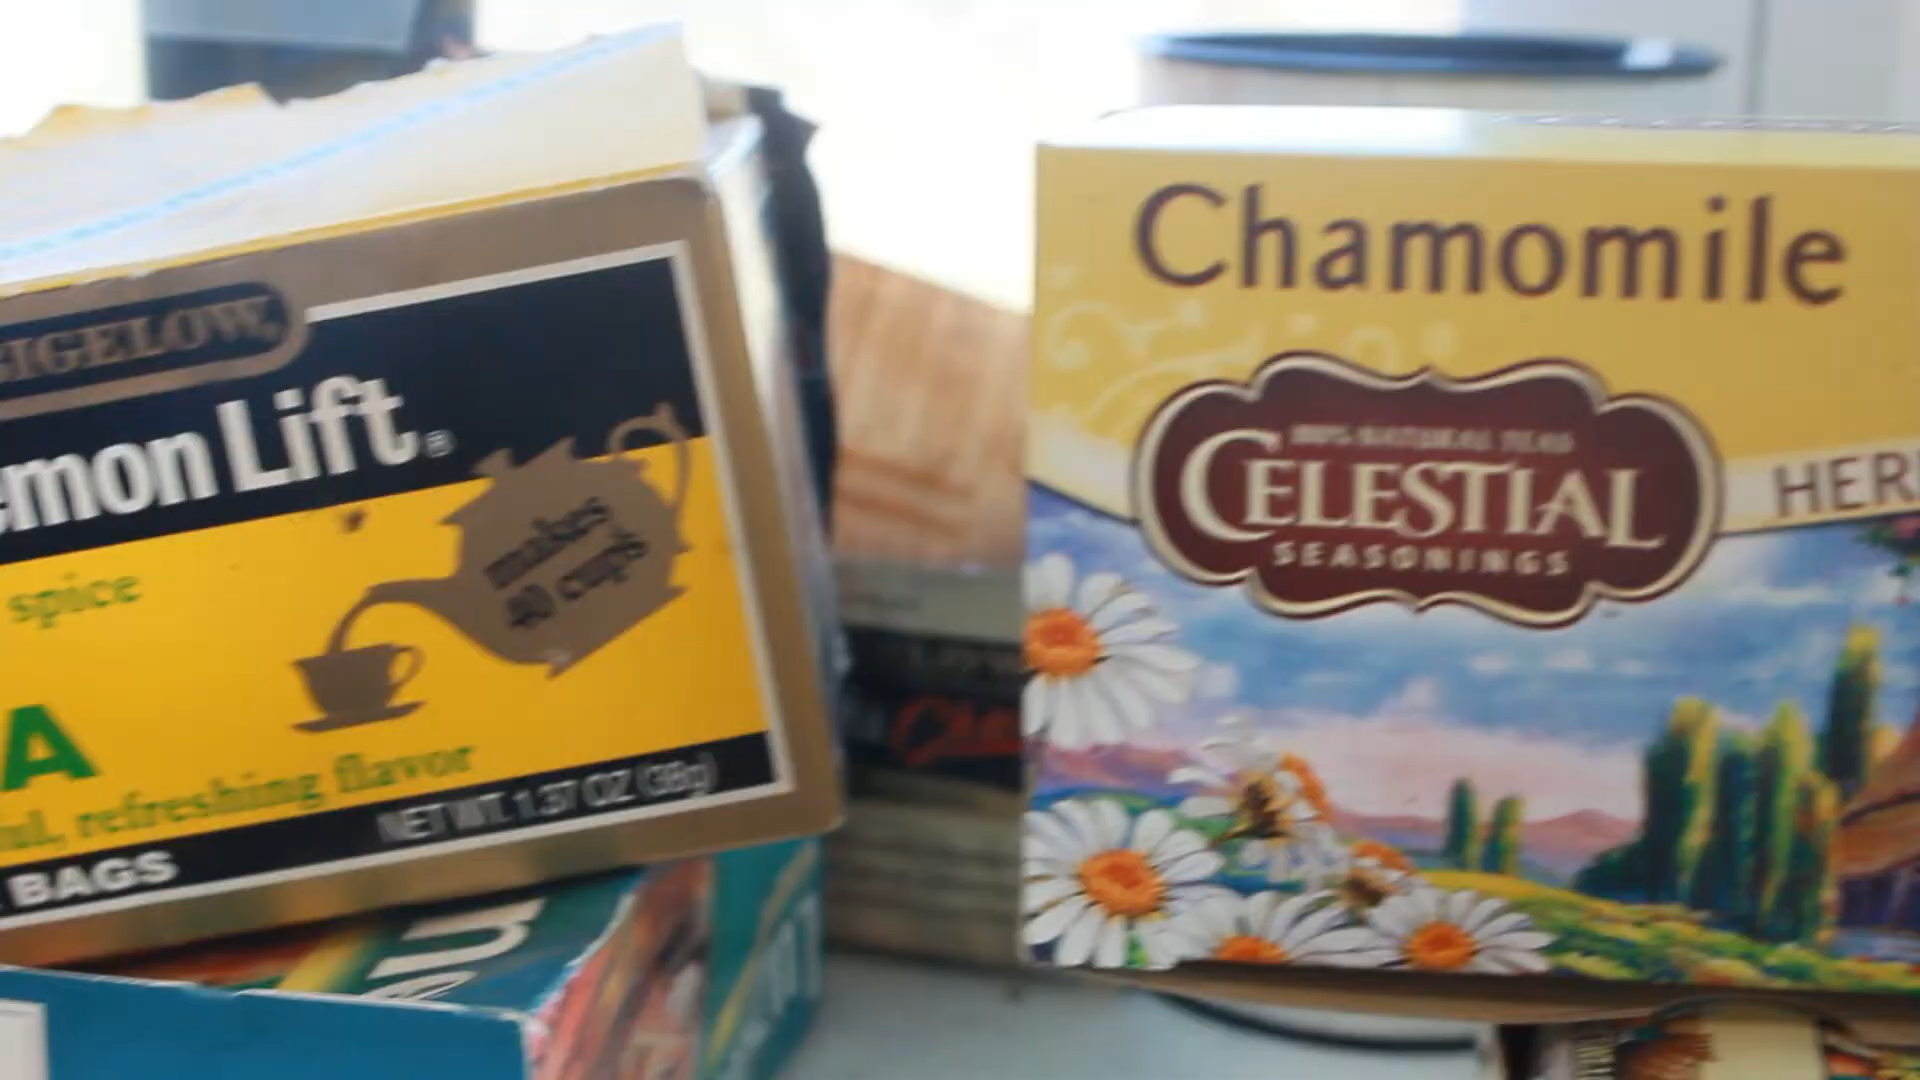 BIGELOW
emon Lift®
spice
makes
40 cups
A
ul, refreshing flavor
NET WT. 1.37 OZ (38g)
BAGS
Chamomile
100% NATURAL TEAS
CELESTIAL
SEASONINGS
HER